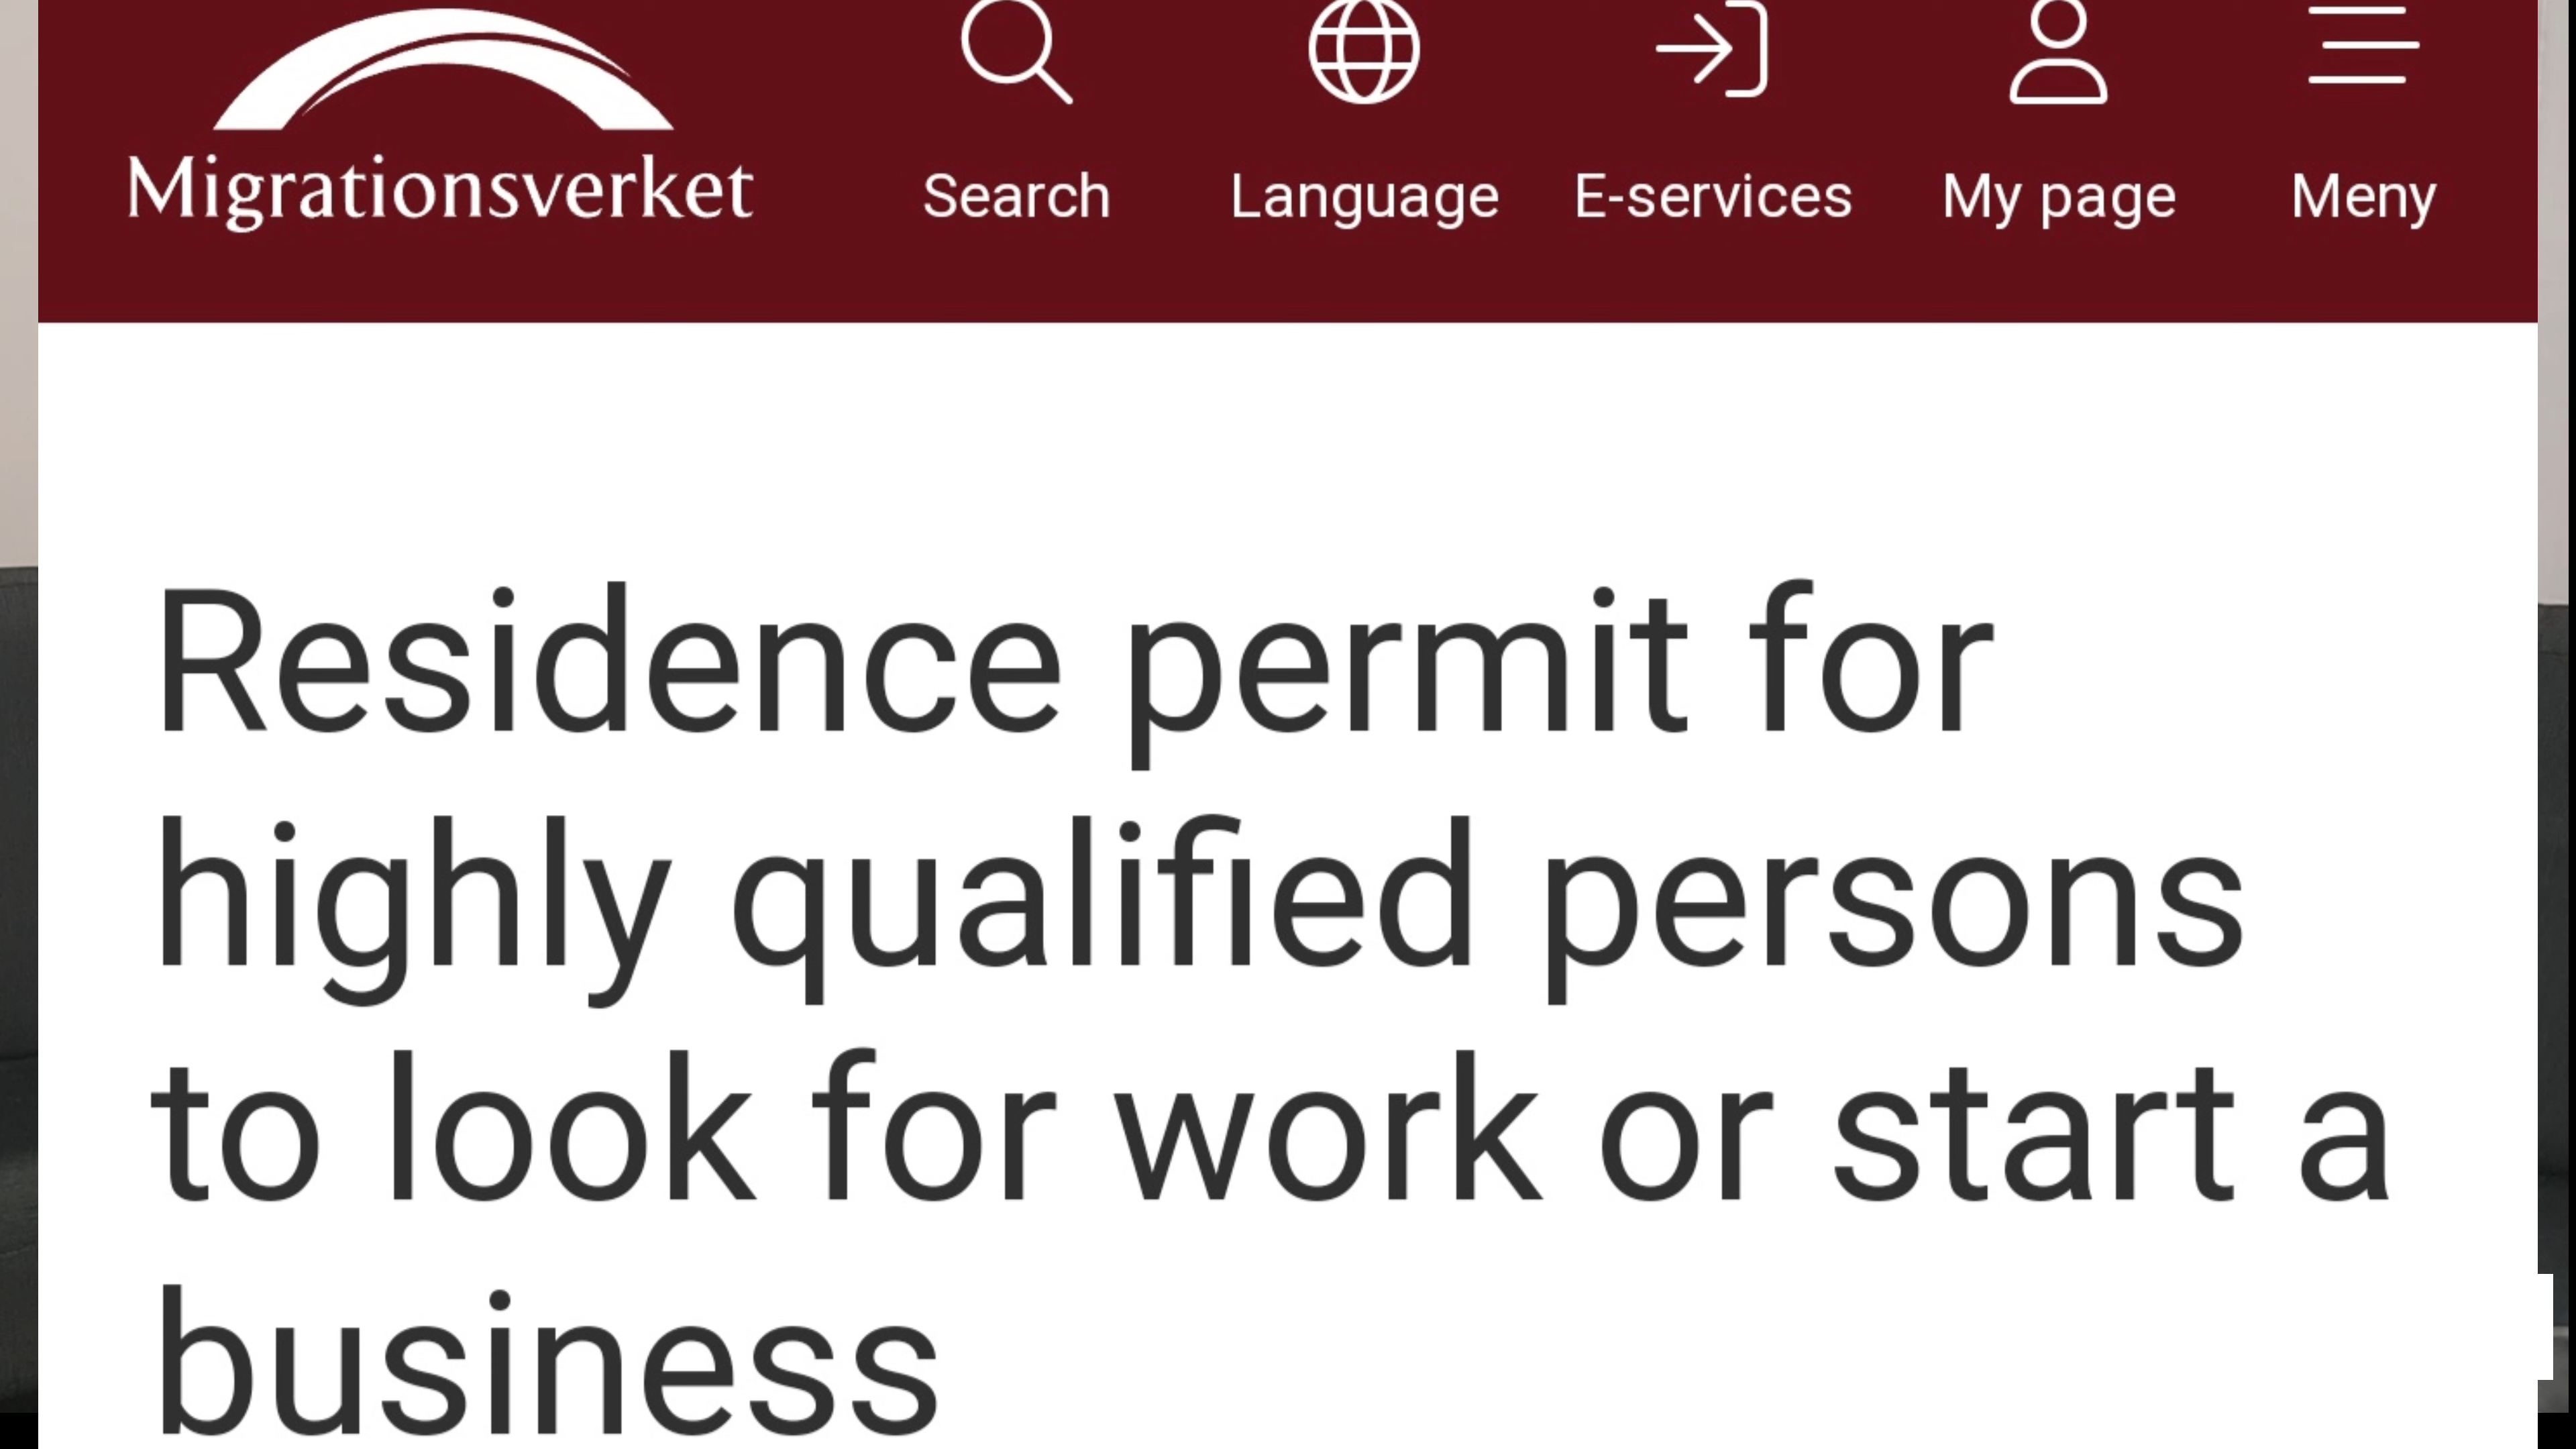 Migrationsverket
Search
Language
E-services
My page
Meny
Residence permit for
highly qualified persons
to look for work or start a
business